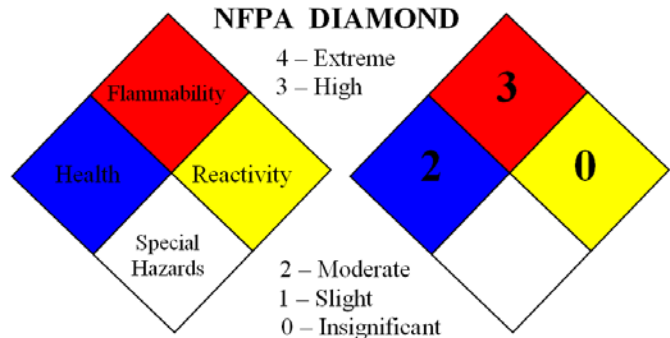 NFPA DIAMOND
4 – Extreme
3 – High
Flammability
Health
Reactivity
Special
Hazards
3
2
0
2 – Moderate
1 – Slight
0 – Insignificant